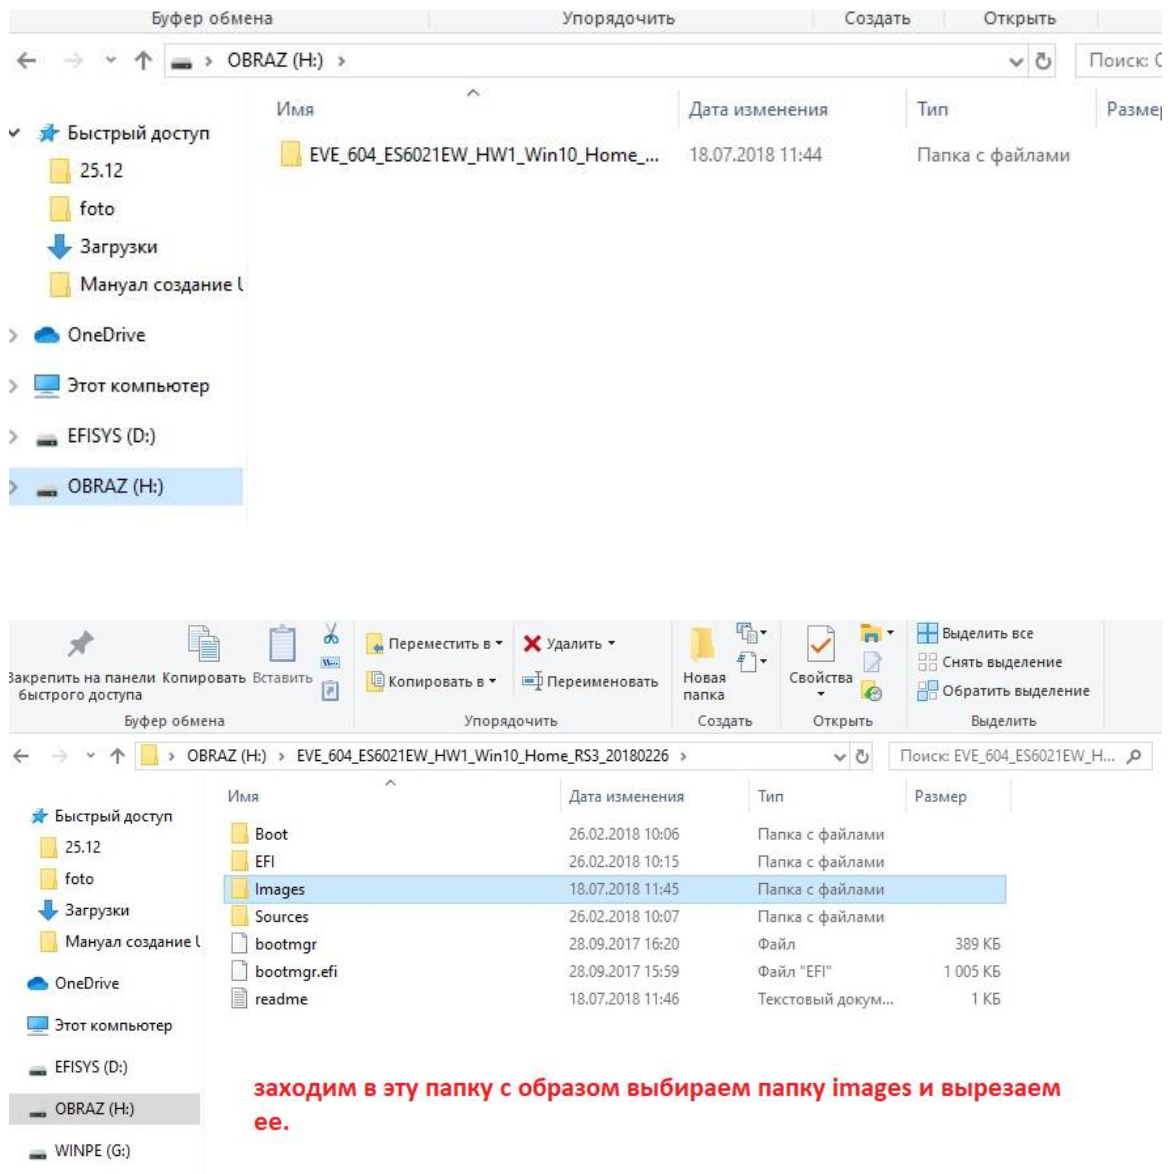 Буфер обмена Упорядочить Создать Открыть
OBRAZ (H:) Поиск:
Имя Дата изменения Тип Размер
Быстрый доступ
EVE_604_ES6021EW_HW1_Win10_Home_... 18.07.2018 11:44 Папка с файлами
25.12
foto
Загрузки
Мануал создание
OneDrive
Этот компьютер
EFISYS (D:)
OBRAZ (H:)
Переместить в Удалить Выделить все
Снять выделение
Закрепить на панели Копировать Вставить Копировать в Переименовать Новая Свойства
быстрого доступа папка Обратить выделение
Буфер обмена Упорядочить Создать Открыть Выделить
OBRAZ (H:) EVE_604_ES6021EW_HW1_Win10_Home_RS3_20180226 Поиск: EVE_604_ES6021EW_H...
Имя Дата изменения Тип Размер
Быстрый доступ
25.12
foto
Загрузки
Мануал создание
OneDrive
Этот компьютер
EFISYS (D:)
OBRAZ (H:)
WINPE (G:)
Boot 26.02.2018 10:06 Папка с файлами
EFI 26.02.2018 10:15 Папка с файлами
Images 18.07.2018 11:45 Папка с файлами
Sources 26.02.2018 10:07 Папка с файлами
bootmgr 28.09.2017 16:20 Файл 389 КБ
bootmgr.efi 28.09.2017 15:59 Файл "EFI" 1 005 КБ
readme 18.07.2018 11:46 Текстовый докум... 1 КБ
заходим в эту папку с образом выбираем папку images и вырезаем
ее.